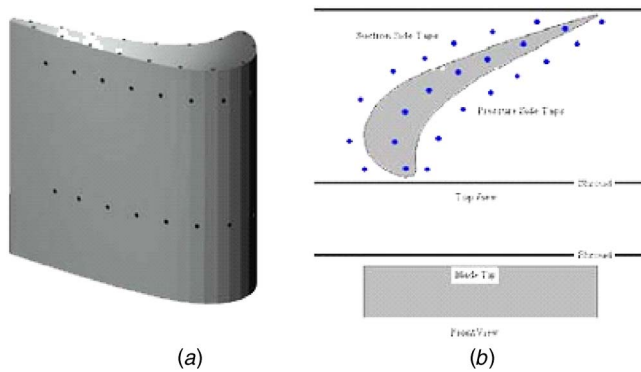 Suction Side Taps
Pressure Side Taps
Shroud
Top View
Shroud
Blade Tip
Front View
(a)
(b)